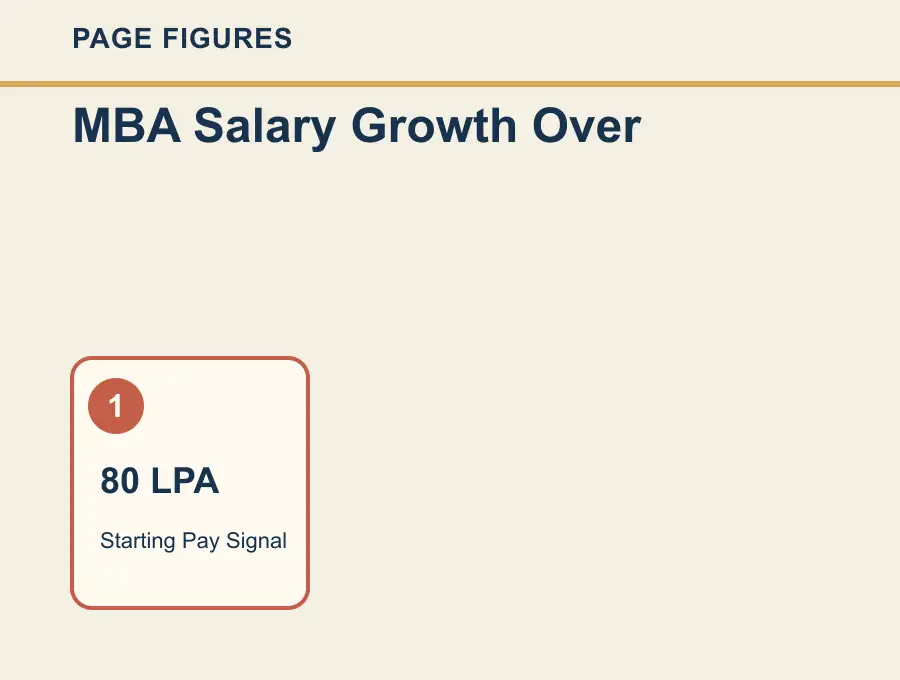 PAGE FIGURES
MBA Salary Growth Over
1
80 LPA
Starting Pay Signal